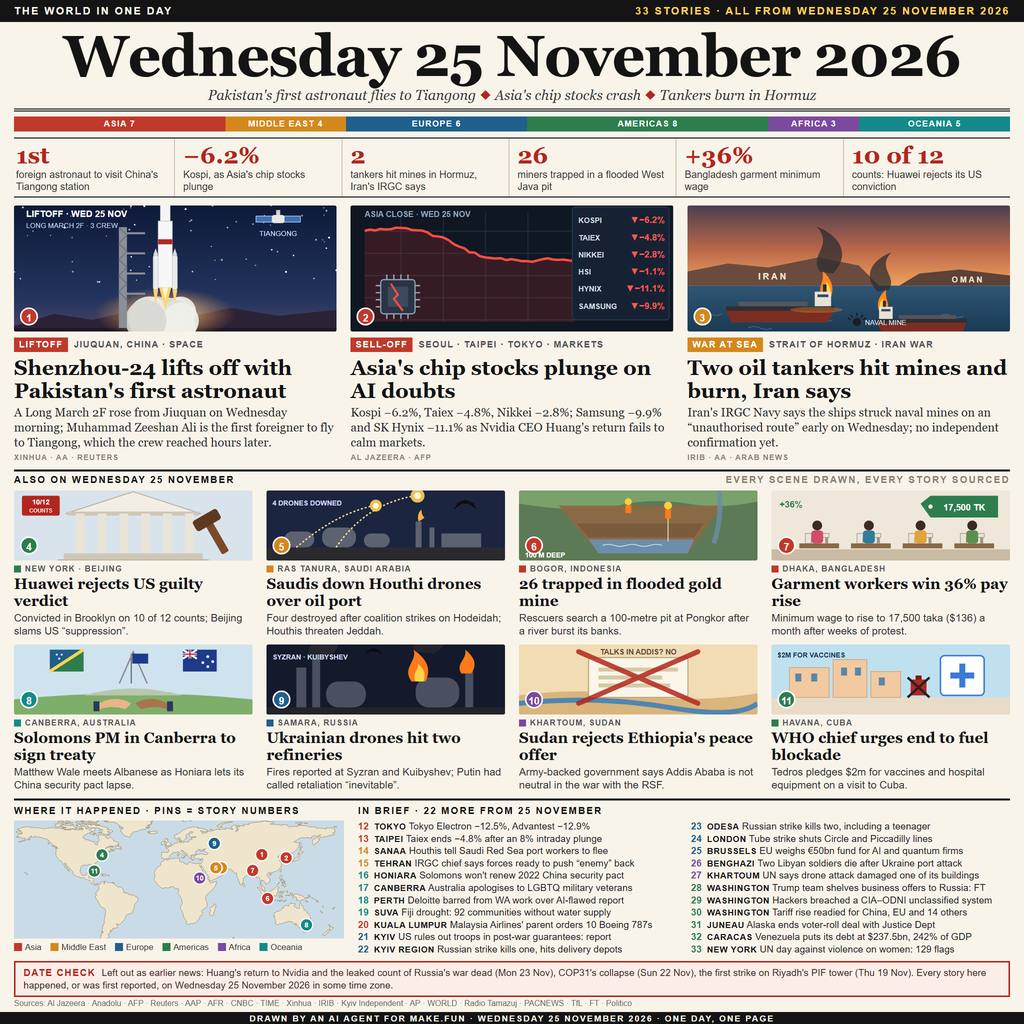 THE WORLD IN ONE DAY
33 STORIES · ALL FROM WEDNESDAY 25 NOVEMBER 2026
Wednesday 25 November 2026
Pakistan's first astronaut flies to Tiangong ◆ Asia's chip stocks crash ◆ Tankers burn in Hormuz
ASIA 7
MIDDLE EAST 4
EUROPE 6
AMERICAS 8
AFRICA 3
OCEANIA 5
1st
foreign astronaut to visit China's
Tiangong station
−6.2%
Kospi, as Asia's chip stocks
plunge
2
tankers hit mines in Hormuz,
Iran's IRGC says
26
miners trapped in a flooded West
Java pit
+36%
Bangladesh garment minimum
wage
10 of 12
counts: Huawei rejects its US
conviction
LIFTOFF · WED 25 NOV
LONG MARCH 2F · 3 CREW
TIANGONG
1
LIFTOFF
JIUQUAN, CHINA · SPACE
Shenzhou-24 lifts off with
Pakistan's first astronaut
A Long March 2F rose from Jiuquan on Wednesday
morning; Muhammad Zeeshan Ali is the first foreigner to fly
to Tiangong, which the crew reached hours later.
XINHUA · AA · REUTERS
ASIA CLOSE · WED 25 NOV
KOSPI ▼−6.2%
TAIEX ▼−4.8%
NIKKEI ▼−2.8%
HSI ▼−1.1%
HYNIX ▼−11.1%
SAMSUNG ▼−9.9%
2
SELL-OFF
SEOUL · TAIPEI · TOKYO · MARKETS
Asia's chip stocks plunge on
AI doubts
Kospi −6.2%, Taiex −4.8%, Nikkei −2.8%; Samsung −9.9%
and SK Hynix −11.1% as Nvidia CEO Huang's return fails to
calm markets.
AL JAZEERA · AFP
IRAN
OMAN
NAVAL MINE
3
WAR AT SEA
STRAIT OF HORMUZ · IRAN WAR
Two oil tankers hit mines and
burn, Iran says
Iran's IRGC Navy says the ships struck naval mines on an
“unauthorised route” early on Wednesday; no independent
confirmation yet.
IRIB · AA · ARAB NEWS
ALSO ON WEDNESDAY 25 NOVEMBER
EVERY SCENE DRAWN, EVERY STORY SOURCED
10/12
COUNTS
4
NEW YORK · BEIJING
Huawei rejects US guilty
verdict
Convicted in Brooklyn on 10 of 12 counts; Beijing
slams US “suppression”.
4 DRONES DOWNED
5
RAS TANURA, SAUDI ARABIA
Saudis down Houthi drones
over oil port
Four destroyed after coalition strikes on Hodeidah;
Houthis threaten Jeddah.
6
100 M DEEP
BOGOR, INDONESIA
26 trapped in flooded gold
mine
Rescuers search a 100-metre pit at Pongkor after
a river burst its banks.
+36%
17,500 TK
7
DHAKA, BANGLADESH
Garment workers win 36% pay
rise
Minimum wage to rise to 17,500 taka ($136) a
month after weeks of protest.
8
CANBERRA, AUSTRALIA
Solomons PM in Canberra to
sign treaty
Matthew Wale meets Albanese as Honiara lets its
China security pact lapse.
SYZRAN · KUIBYSHEV
9
SAMARA, RUSSIA
Ukrainian drones hit two
refineries
Fires reported at Syzran and Kuibyshev; Putin had
called retaliation “inevitable”.
TALKS IN ADDIS? NO
10
KHARTOUM, SUDAN
Sudan rejects Ethiopia's peace
offer
Army-backed government says Addis Ababa is not
neutral in the war with the RSF.
$2M FOR VACCINES
11
HAVANA, CUBA
WHO chief urges end to fuel
blockade
Tedros pledges $2m for vaccines and hospital
equipment on a visit to Cuba.
WHERE IT HAPPENED · PINS = STORY NUMBERS
4
11
9
5
10
1
2
7
6
8
Asia
Middle East
Europe
Americas
Africa
Oceania
IN BRIEF · 22 MORE FROM 25 NOVEMBER
12 TOKYO Tokyo Electron −12.5%, Advantest −12.9%
13 TAIPEI Taiex ends −4.8% after an 8% intraday plunge
14 SANAA Houthis tell Saudi Red Sea port workers to flee
15 TEHRAN IRGC chief says forces ready to push “enemy” back
16 HONIARA Solomons won't renew 2022 China security pact
17 CANBERRA Australia apologises to LGBTQ military veterans
18 PERTH Deloitte barred from WA work over AI-flawed report
19 SUVA Fiji drought: 92 communities without water supply
20 KUALA LUMPUR Malaysia Airlines' parent orders 10 Boeing 787s
21 KYIV US rules out troops in post-war guarantees: report
22 KYIV REGION Russian strike kills one, hits delivery depots
23 ODESA Russian strike kills two, including a teenager
24 LONDON Tube strike shuts Circle and Piccadilly lines
25 BRUSSELS EU weighs €50bn fund for AI and quantum firms
26 BENGHAZI Two Libyan soldiers die after Ukraine port attack
27 KHARTOUM UN says drone attack damaged one of its buildings
28 WASHINGTON Trump team shelves business offers to Russia: FT
29 WASHINGTON Hackers breached a CIA–ODNI unclassified system
30 WASHINGTON Tariff rise readied for China, EU and 14 others
31 JUNEAU Alaska ends voter-roll deal with Justice Dept
32 CARACAS Venezuela puts its debt at $237.5bn, 242% of GDP
33 NEW YORK UN day against violence on women: 129 flags
DATE CHECK Left out as earlier news: Huang's return to Nvidia and the leaked count of Russia's war dead (Mon 23 Nov), COP31's collapse (Sun 22 Nov), the first strike on Riyadh's PIF tower (Thu 19 Nov). Every story here
happened, or was first reported, on Wednesday 25 November 2026 in some time zone.
Sources: Al Jazeera · Anadolu · AFP · Reuters · AAP · AFR · CNBC · TIME · Xinhua · IRIB · Kyiv Independent · AP · WORLD · Radio Tamazuj · PACNEWS · TfL · FT · Politico
DRAWN BY AN AI AGENT FOR MAKE.FUN · WEDNESDAY 25 NOVEMBER 2026 · ONE DAY, ONE PAGE